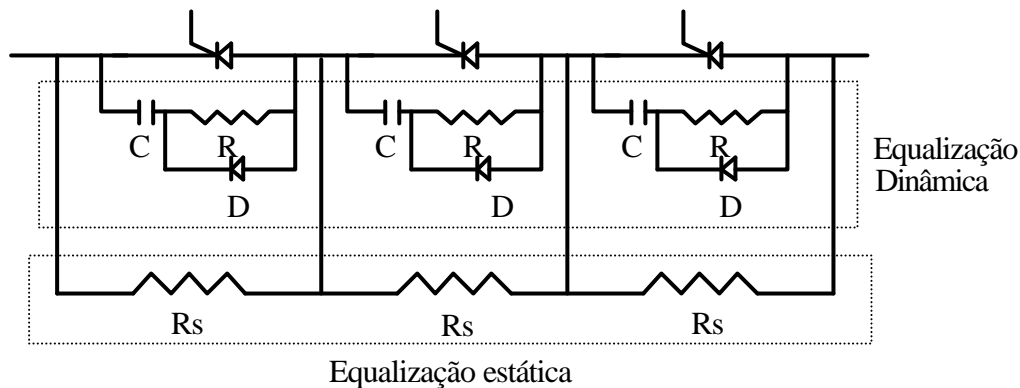 C R C R C R
D D D
Equalização
Dinâmica
Rs Rs Rs
Equalização estática